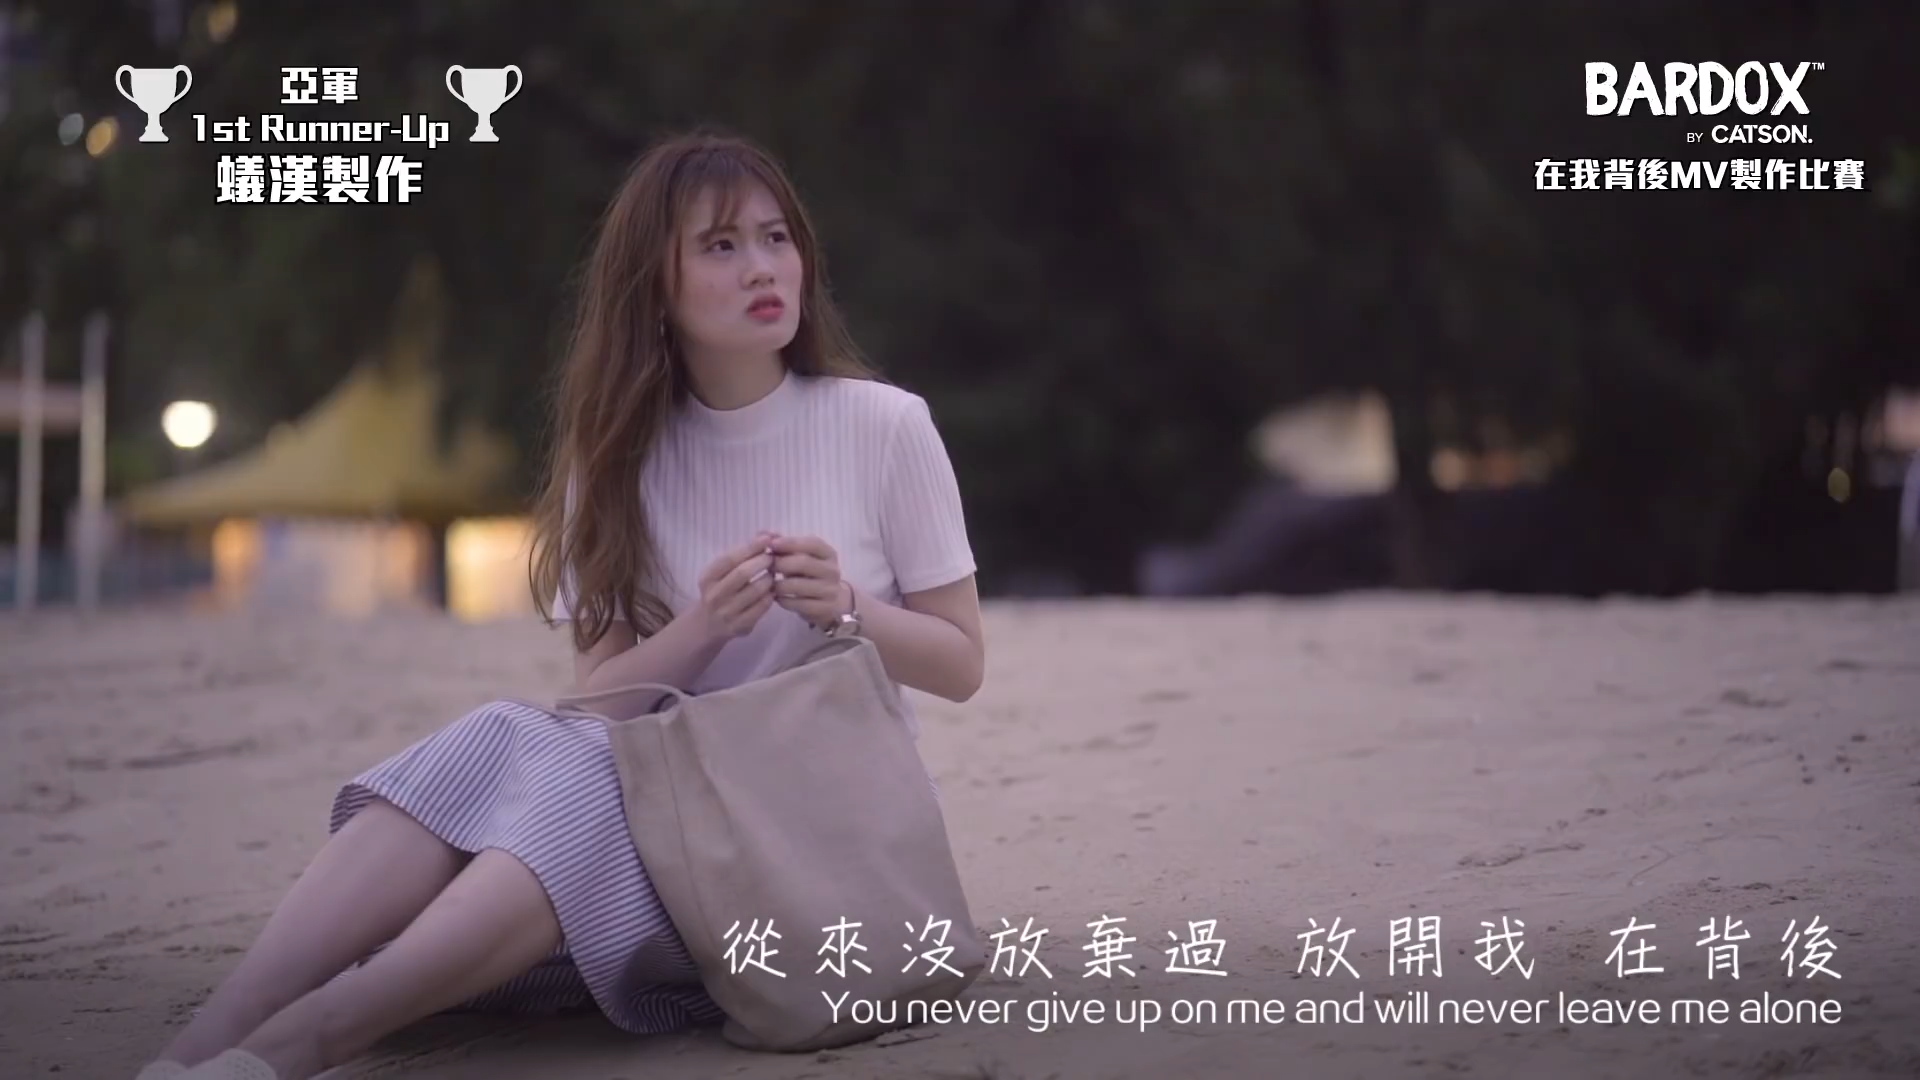 亞軍
1st Runner-Up
蟻漢製作
BARDOX™
BY CATSON.
在我背後MV製作比賽
從來沒放棄過 放開我 在背後
You never give up on me and will never leave me alone